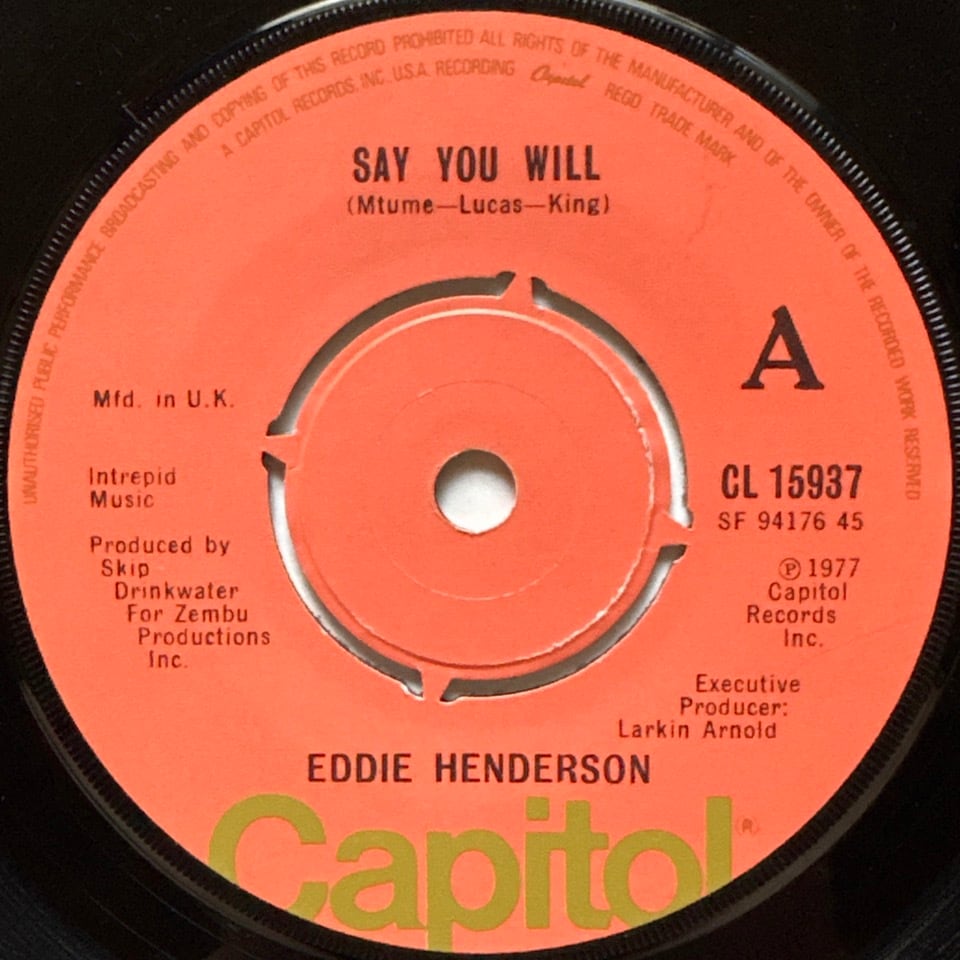 UNAUTHORISED PUBLIC PERFORMANCE BROADCASTING AND COPYING OF THIS RECORD PROHIBITED ALL RIGHTS OF THE MANUFACTURER AND OF THE OWNER OF THE RECORDED WORK RESERVED
A CAPITOL RECORDS, INC. U.S.A. RECORDING Capitol REGD. TRADE MARK
SAY YOU WILL
(Mtume—Lucas—King)
A
Mfd. in U.K.
Intrepid
Music
Produced by
Skip
Drinkwater
For Zembu
Productions
Inc.
CL 15937
SF 94176 45
℗ 1977
Capitol
Records
Inc.
Executive
Producer:
Larkin Arnold
EDDIE HENDERSON
Capitol®